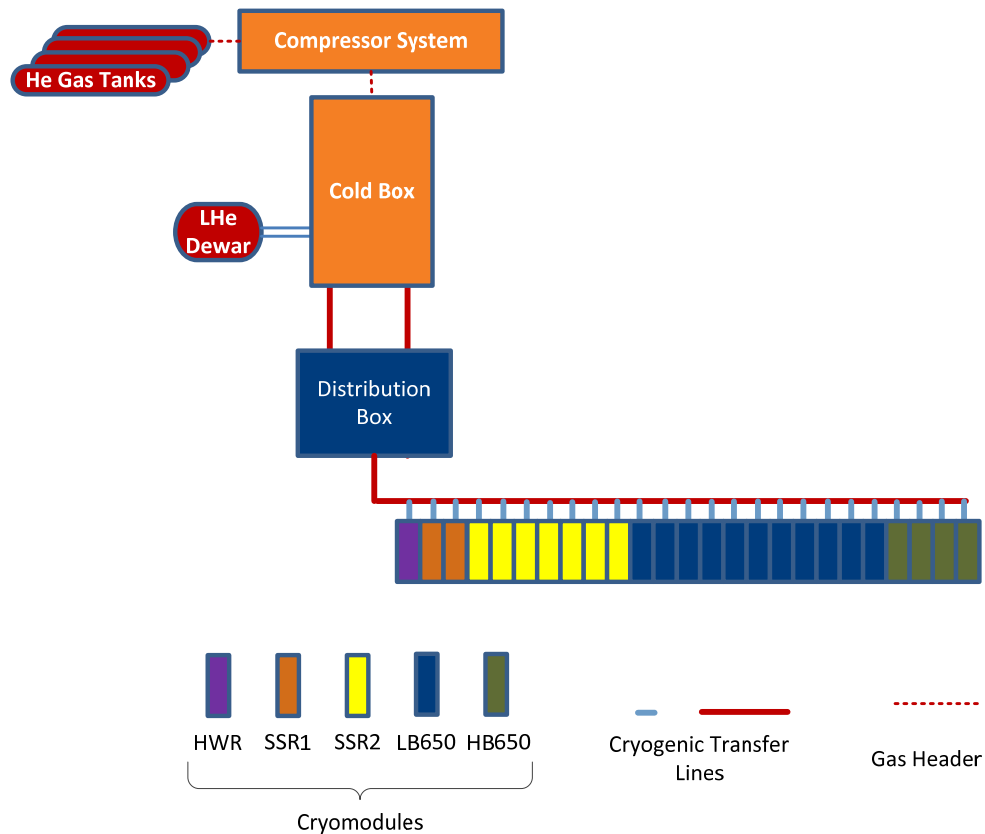 Compressor System
He Gas Tanks
Cold Box
LHe
Dewar
Distribution
Box
HWR
SSR1
SSR2
LB650
HB650
Cryomodules
Cryogenic Transfer
Lines
Gas Header